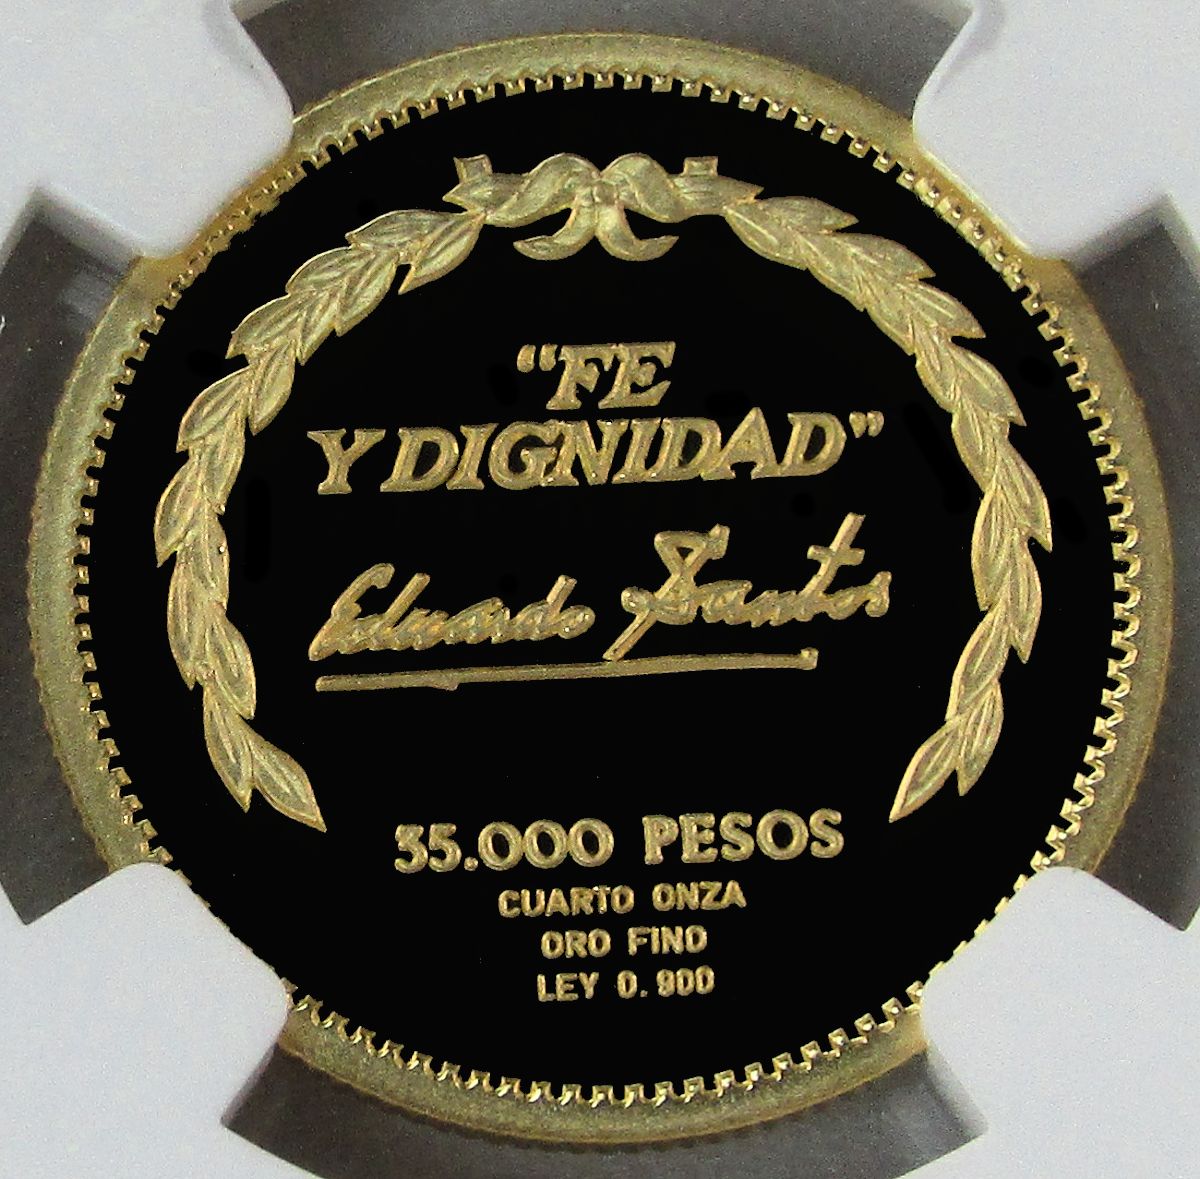 “FE
Y DIGNIDAD”
Eduardo Santos
35.000 PESOS
CUARTO ONZA
ORO FINO
LEY 0.900